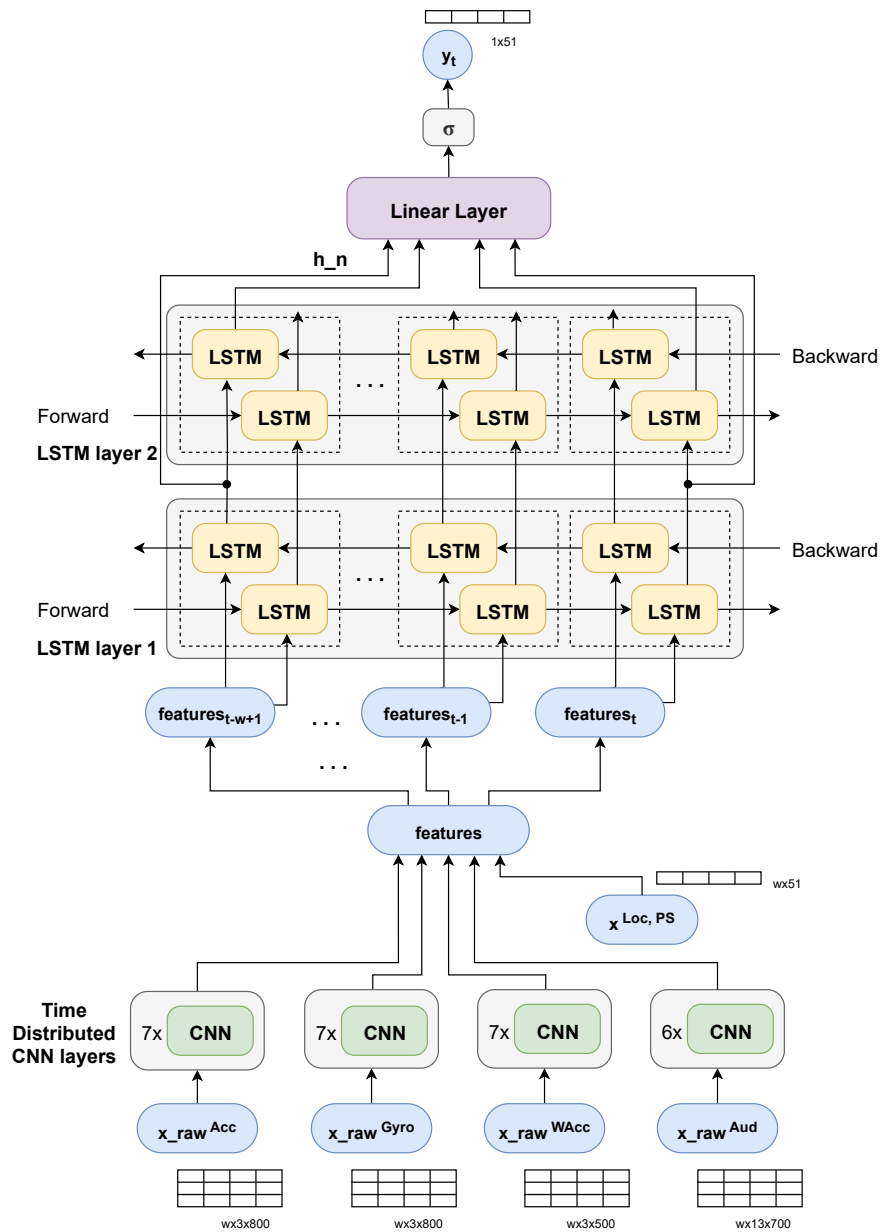 1x51
y_t
σ
Linear Layer
h_n
LSTM LSTM LSTM Backward
. . .
Forward LSTM LSTM LSTM
LSTM layer 2
LSTM LSTM LSTM Backward
. . .
Forward LSTM LSTM LSTM
LSTM layer 1
features_t-w+1 . . . features_t-1 features_t
. . .
features
wx51
x Loc, PS
Time
Distributed
CNN layers
7x CNN 7x CNN 7x CNN 6x CNN
x_raw Acc x_raw Gyro x_raw WAcc x_raw Aud
wx3x800 wx3x800 wx3x500 wx13x700